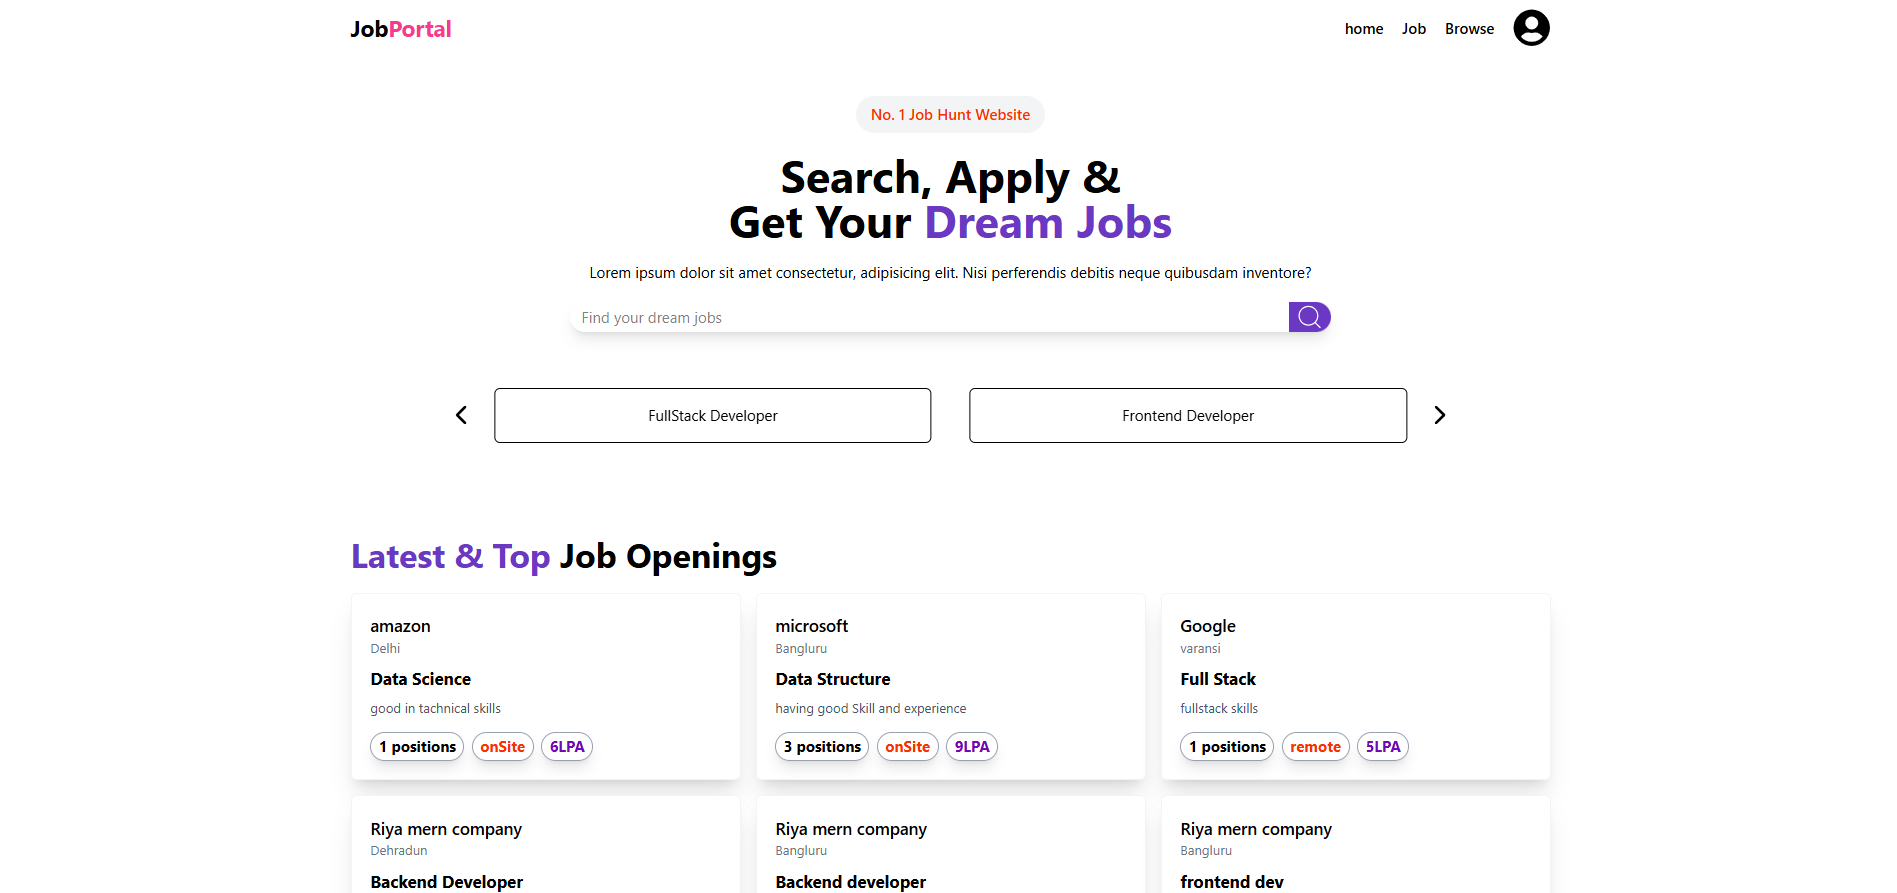 JobPortal
home Job Browse
No. 1 Job Hunt Website
Search, Apply &
Get Your Dream Jobs
Lorem ipsum dolor sit amet consectetur, adipisicing elit. Nisi perferendis debitis neque quibusdam inventore?
Find your dream jobs
FullStack Developer
Frontend Developer
Latest & Top Job Openings
amazon
Delhi
Data Science
good in tachnical skills
1 positions onSite 6LPA
microsoft
Bangluru
Data Structure
having good Skill and experience
3 positions onSite 9LPA
Google
varansi
Full Stack
fullstack skills
1 positions remote 5LPA
Riya mern company
Dehradun
Backend Developer
Riya mern company
Bangluru
Backend developer
Riya mern company
Bangluru
frontend dev